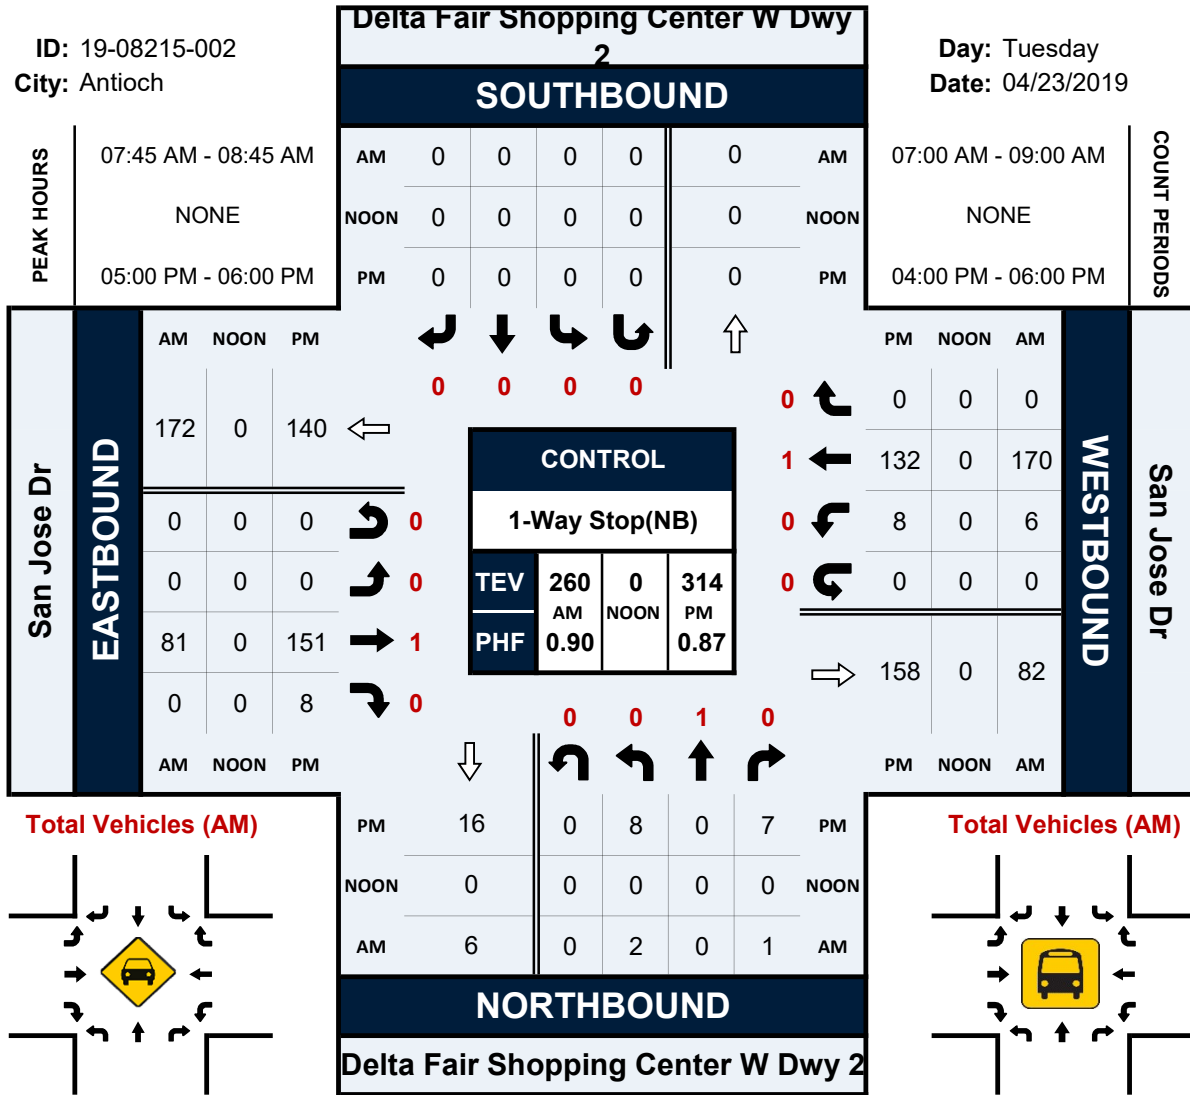 Delta Fair Shopping Center W Dwy
2
ID: 19-08215-002
City: Antioch
Day: Tuesday
Date: 04/23/2019
SOUTHBOUND
PEAK HOURS
07:45 AM - 08:45 AM
NONE
05:00 PM - 06:00 PM
AM 0 0 0 0 0 AM
NOON 0 0 0 0 0 NOON
PM 0 0 0 0 0 PM
07:00 AM - 09:00 AM
NONE
04:00 PM - 06:00 PM
COUNT PERIODS
0 0 0 0
San Jose Dr
EASTBOUND
AM NOON PM
172 0 140
0 0 0 0
0 0 0 0
81 0 151 1
0 0 8 0
AM NOON PM
CONTROL
1-Way Stop(NB)
TEV 260 0 314
AM NOON PM
PHF 0.90 0.87
PM NOON AM
0 0 0 0
1 132 0 170
0 8 0 6
0 0 0 0
158 0 82
PM NOON AM
WESTBOUND
San Jose Dr
0 0 1 0
PM 16 0 8 0 7 PM
NOON 0 0 0 0 0 NOON
AM 6 0 2 0 1 AM
NORTHBOUND
Delta Fair Shopping Center W Dwy 2
Total Vehicles (AM)
Total Vehicles (AM)